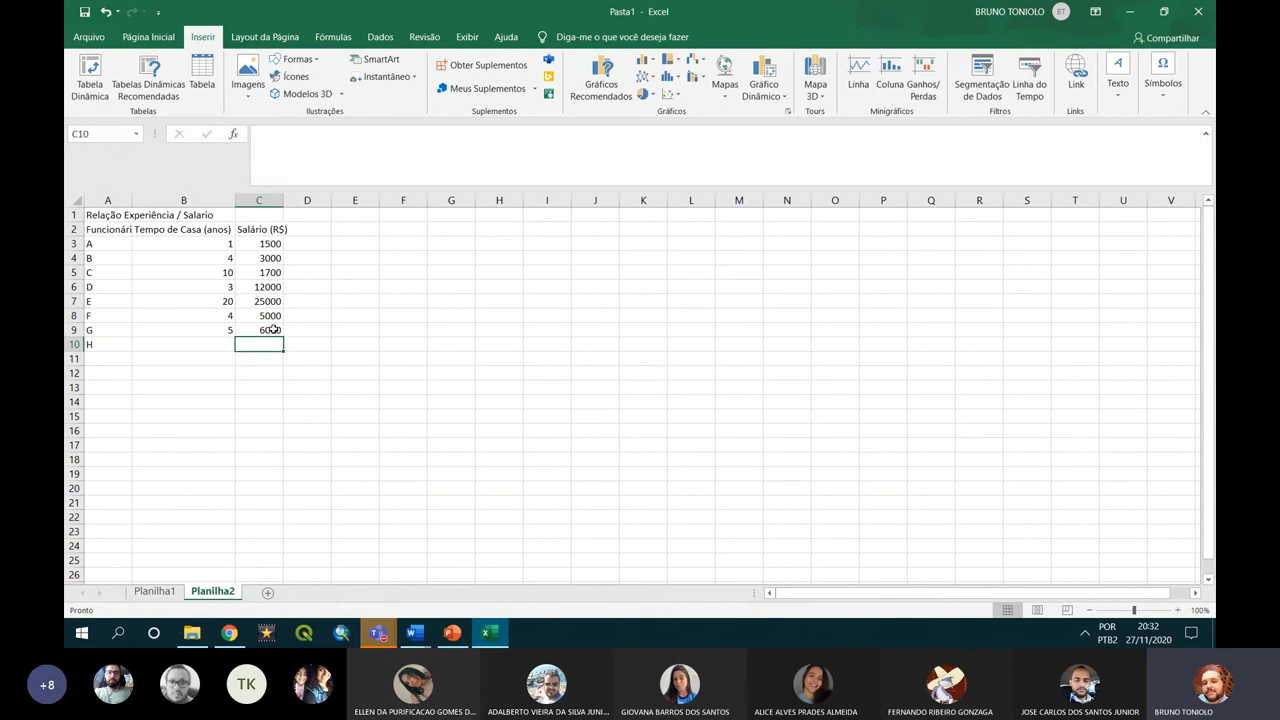 Pasta1 - Excel
BRUNO TONIOLO BT
Arquivo Página Inicial Inserir Layout da Página Fórmulas Dados Revisão Exibir Ajuda Diga-me o que você deseja fazer Compartilhar
Tabela Dinâmica
Tabelas Dinâmicas Recomendadas
Tabela
Tabelas
Imagens
Formas
Ícones
Modelos 3D
SmartArt
Instantâneo
Ilustrações
Obter Suplementos
Meus Suplementos
Suplementos
Gráficos Recomendados
Mapas
Gráfico Dinâmico
Gráficos
Mapa 3D
Tours
Linha
Coluna
Ganhos/ Perdas
Minigráficos
Segmentação de Dados
Linha do Tempo
Filtros
Link
Links
Texto
Símbolos
C10 fx
A B C D E F G H I J K L M N O P Q R S T U V
1 Relação Experiência / Salario
2 Funcionári Tempo de Casa (anos) Salário (R$)
3 A 1 1500
4 B 4 3000
5 C 10 1700
6 D 3 12000
7 E 20 25000
8 F 4 5000
9 G 5
10 H
11
12
13
14
15
16
17
18
19
20
21
22
23
24
25
26
Planilha1 Planilha2
Pronto 100%
POR PTB2
20:32
27/11/2020
+8
TK
ELLEN DA PURIFICACAO GOMES D...
ADALBERTO VIEIRA DA SILVA JUNI...
GIOVANA BARROS DOS SANTOS
ALICE ALVES PRADES ALMEIDA
FERNANDO RIBEIRO GONZAGA
JOSE CARLOS DOS SANTOS JUNIOR
BRUNO TONIOLO